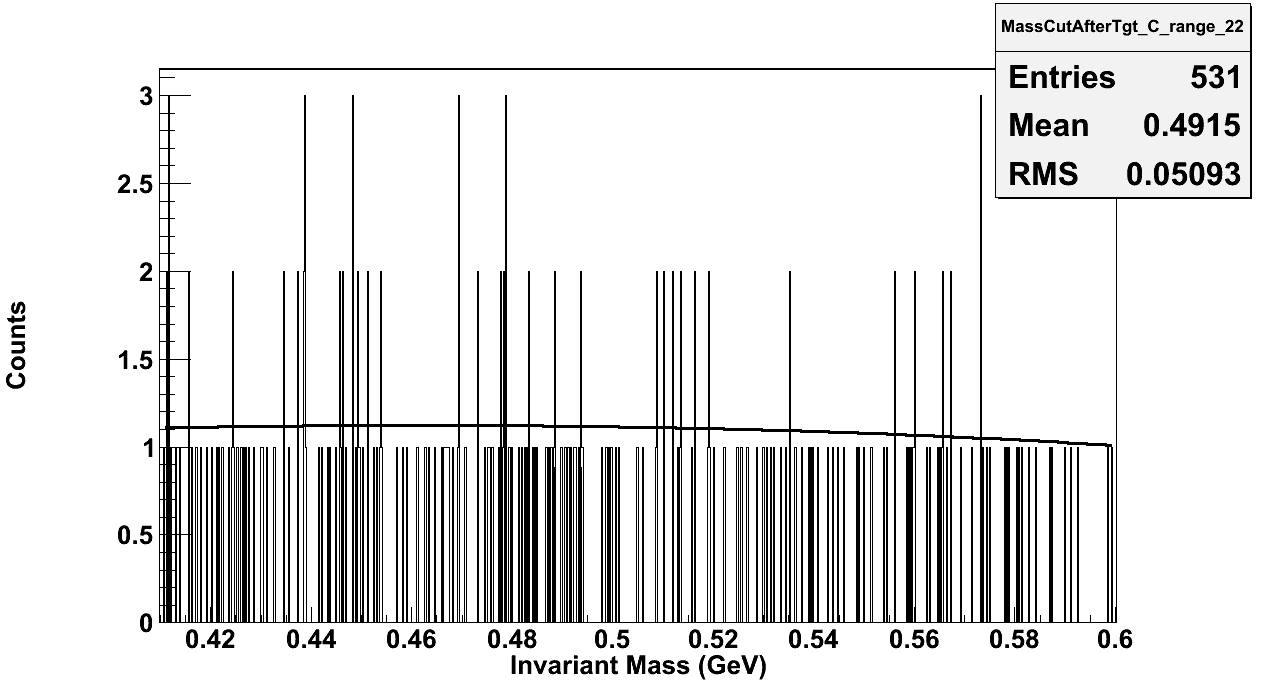 MassCutAfterTgt_C_range_22
Entries 531
Mean 0.4915
RMS 0.05093
Counts
3
2.5
2
1.5
1
0.5
0
0.42 0.44 0.46 0.48 0.5 0.52 0.54 0.56 0.58 0.6
Invariant Mass (GeV)